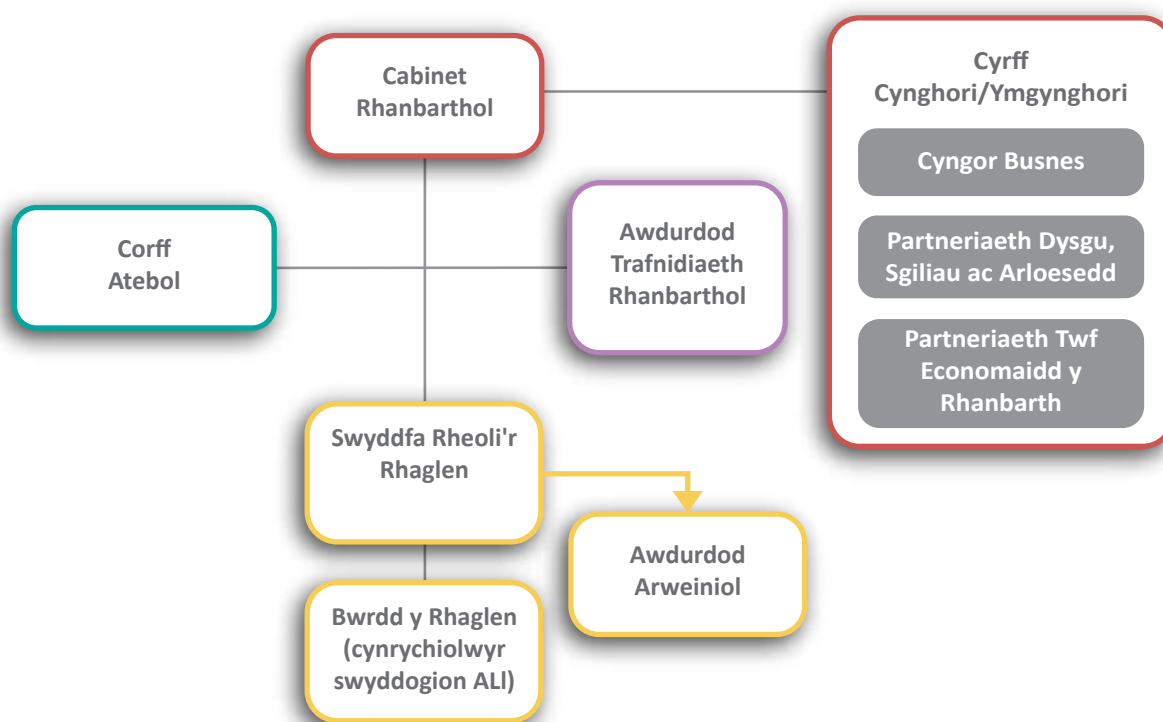 Cabinet
Rhanbarthol
Cyrff
Cynghori/Ymgynghori
Cyngor Busnes
Partneriaeth Dysgu,
Sgiliau ac Arloesedd
Partneriaeth Twf
Economaidd y
Rhanbarth
Corff
Atebol
Awdurdod
Trafnidiaeth
Rhanbarthol
Swyddfa Rheoli'r
Rhaglen
Awdurdod
Arweiniol
Bwrdd y Rhaglen
(cynrychiolwyr
swyddogion ALl)